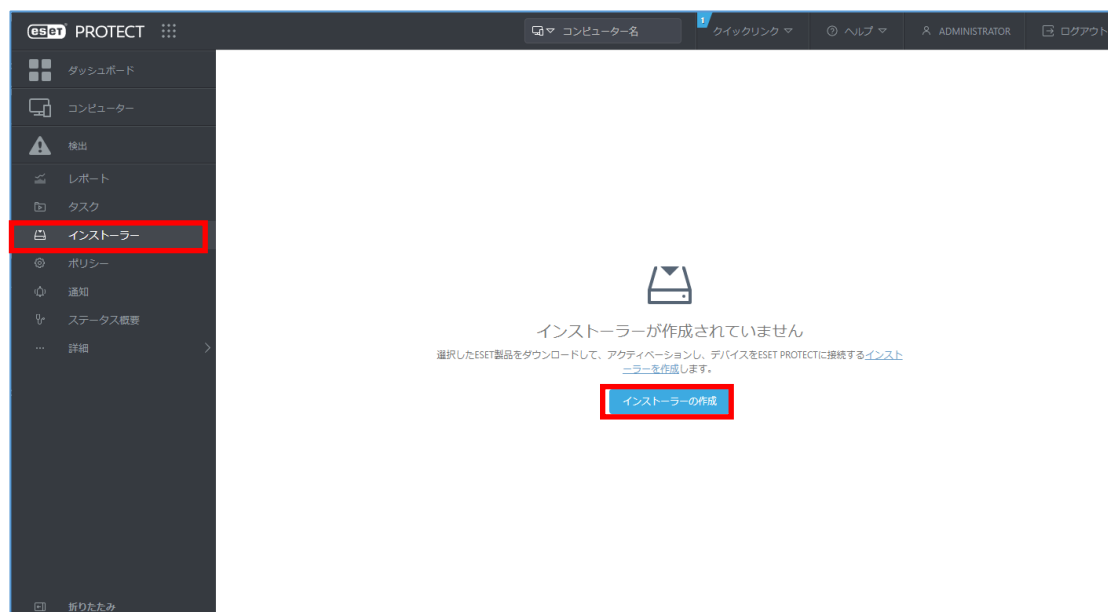 eseT PROTECT
コンピューター名
1
クイックリンク
ヘルプ
ADMINISTRATOR
ログアウト
ダッシュボード
コンピューター
検出
レポート
タスク
インストーラー
ポリシー
通知
ステータス概要
詳細
折りたたみ
インストーラーが作成されていません
選択したESET製品をダウンロードして、アクティベーションし、デバイスをESET PROTECTに接続するインスト
ーラーを作成します。
インストーラーの作成